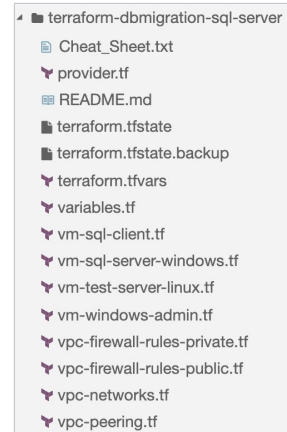 terraform-dbmigration-sql-server
Cheat_Sheet.txt
provider.tf
README.md
terraform.tfstate
terraform.tfstate.backup
terraform.tfvars
variables.tf
vm-sql-client.tf
vm-sql-server-windows.tf
vm-test-server-linux.tf
vm-windows-admin.tf
vpc-firewall-rules-private.tf
vpc-firewall-rules-public.tf
vpc-networks.tf
vpc-peering.tf